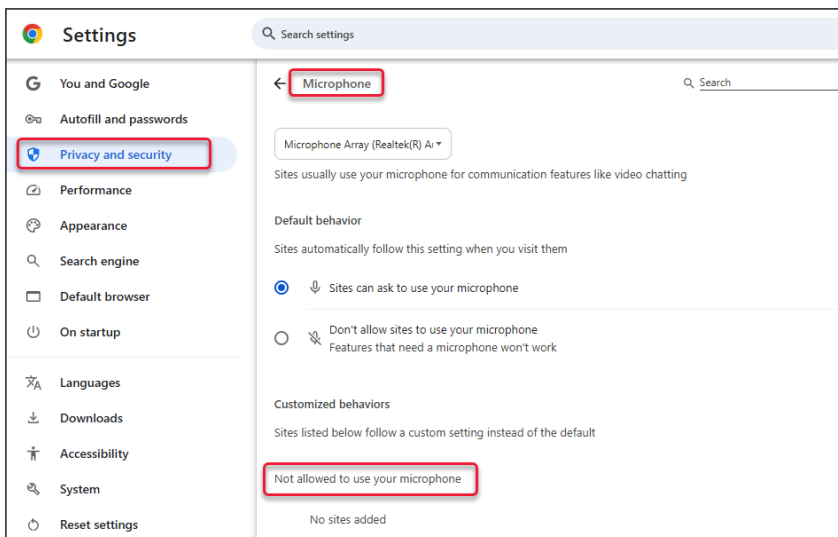 Settings
Search settings
You and Google
Autofill and passwords
Privacy and security
Performance
Appearance
Search engine
Default browser
On startup
Languages
Downloads
Accessibility
System
Reset settings
Microphone
Search
Microphone Array (Realtek(R) Au
Sites usually use your microphone for communication features like video chatting
Default behavior
Sites automatically follow this setting when you visit them
Sites can ask to use your microphone
Don't allow sites to use your microphone
Features that need a microphone won't work
Customized behaviors
Sites listed below follow a custom setting instead of the default
Not allowed to use your microphone
No sites added